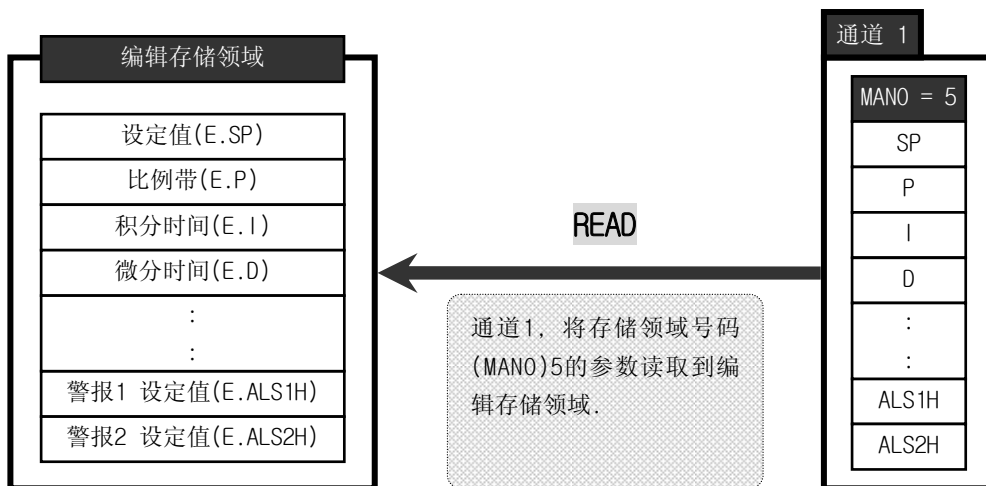 编辑存储领域
设定值(E.SP)
比例带(E.P)
积分时间(E.I)
微分时间(E.D)
:
:
警报1 设定值(E.ALS1H)
警报2 设定值(E.ALS2H)
READ
通道1, 将存储领域号码
(MANO)5的参数读取到编
辑存储领域.
通道 1
MANO = 5
SP
P
I
D
:
:
ALS1H
ALS2H